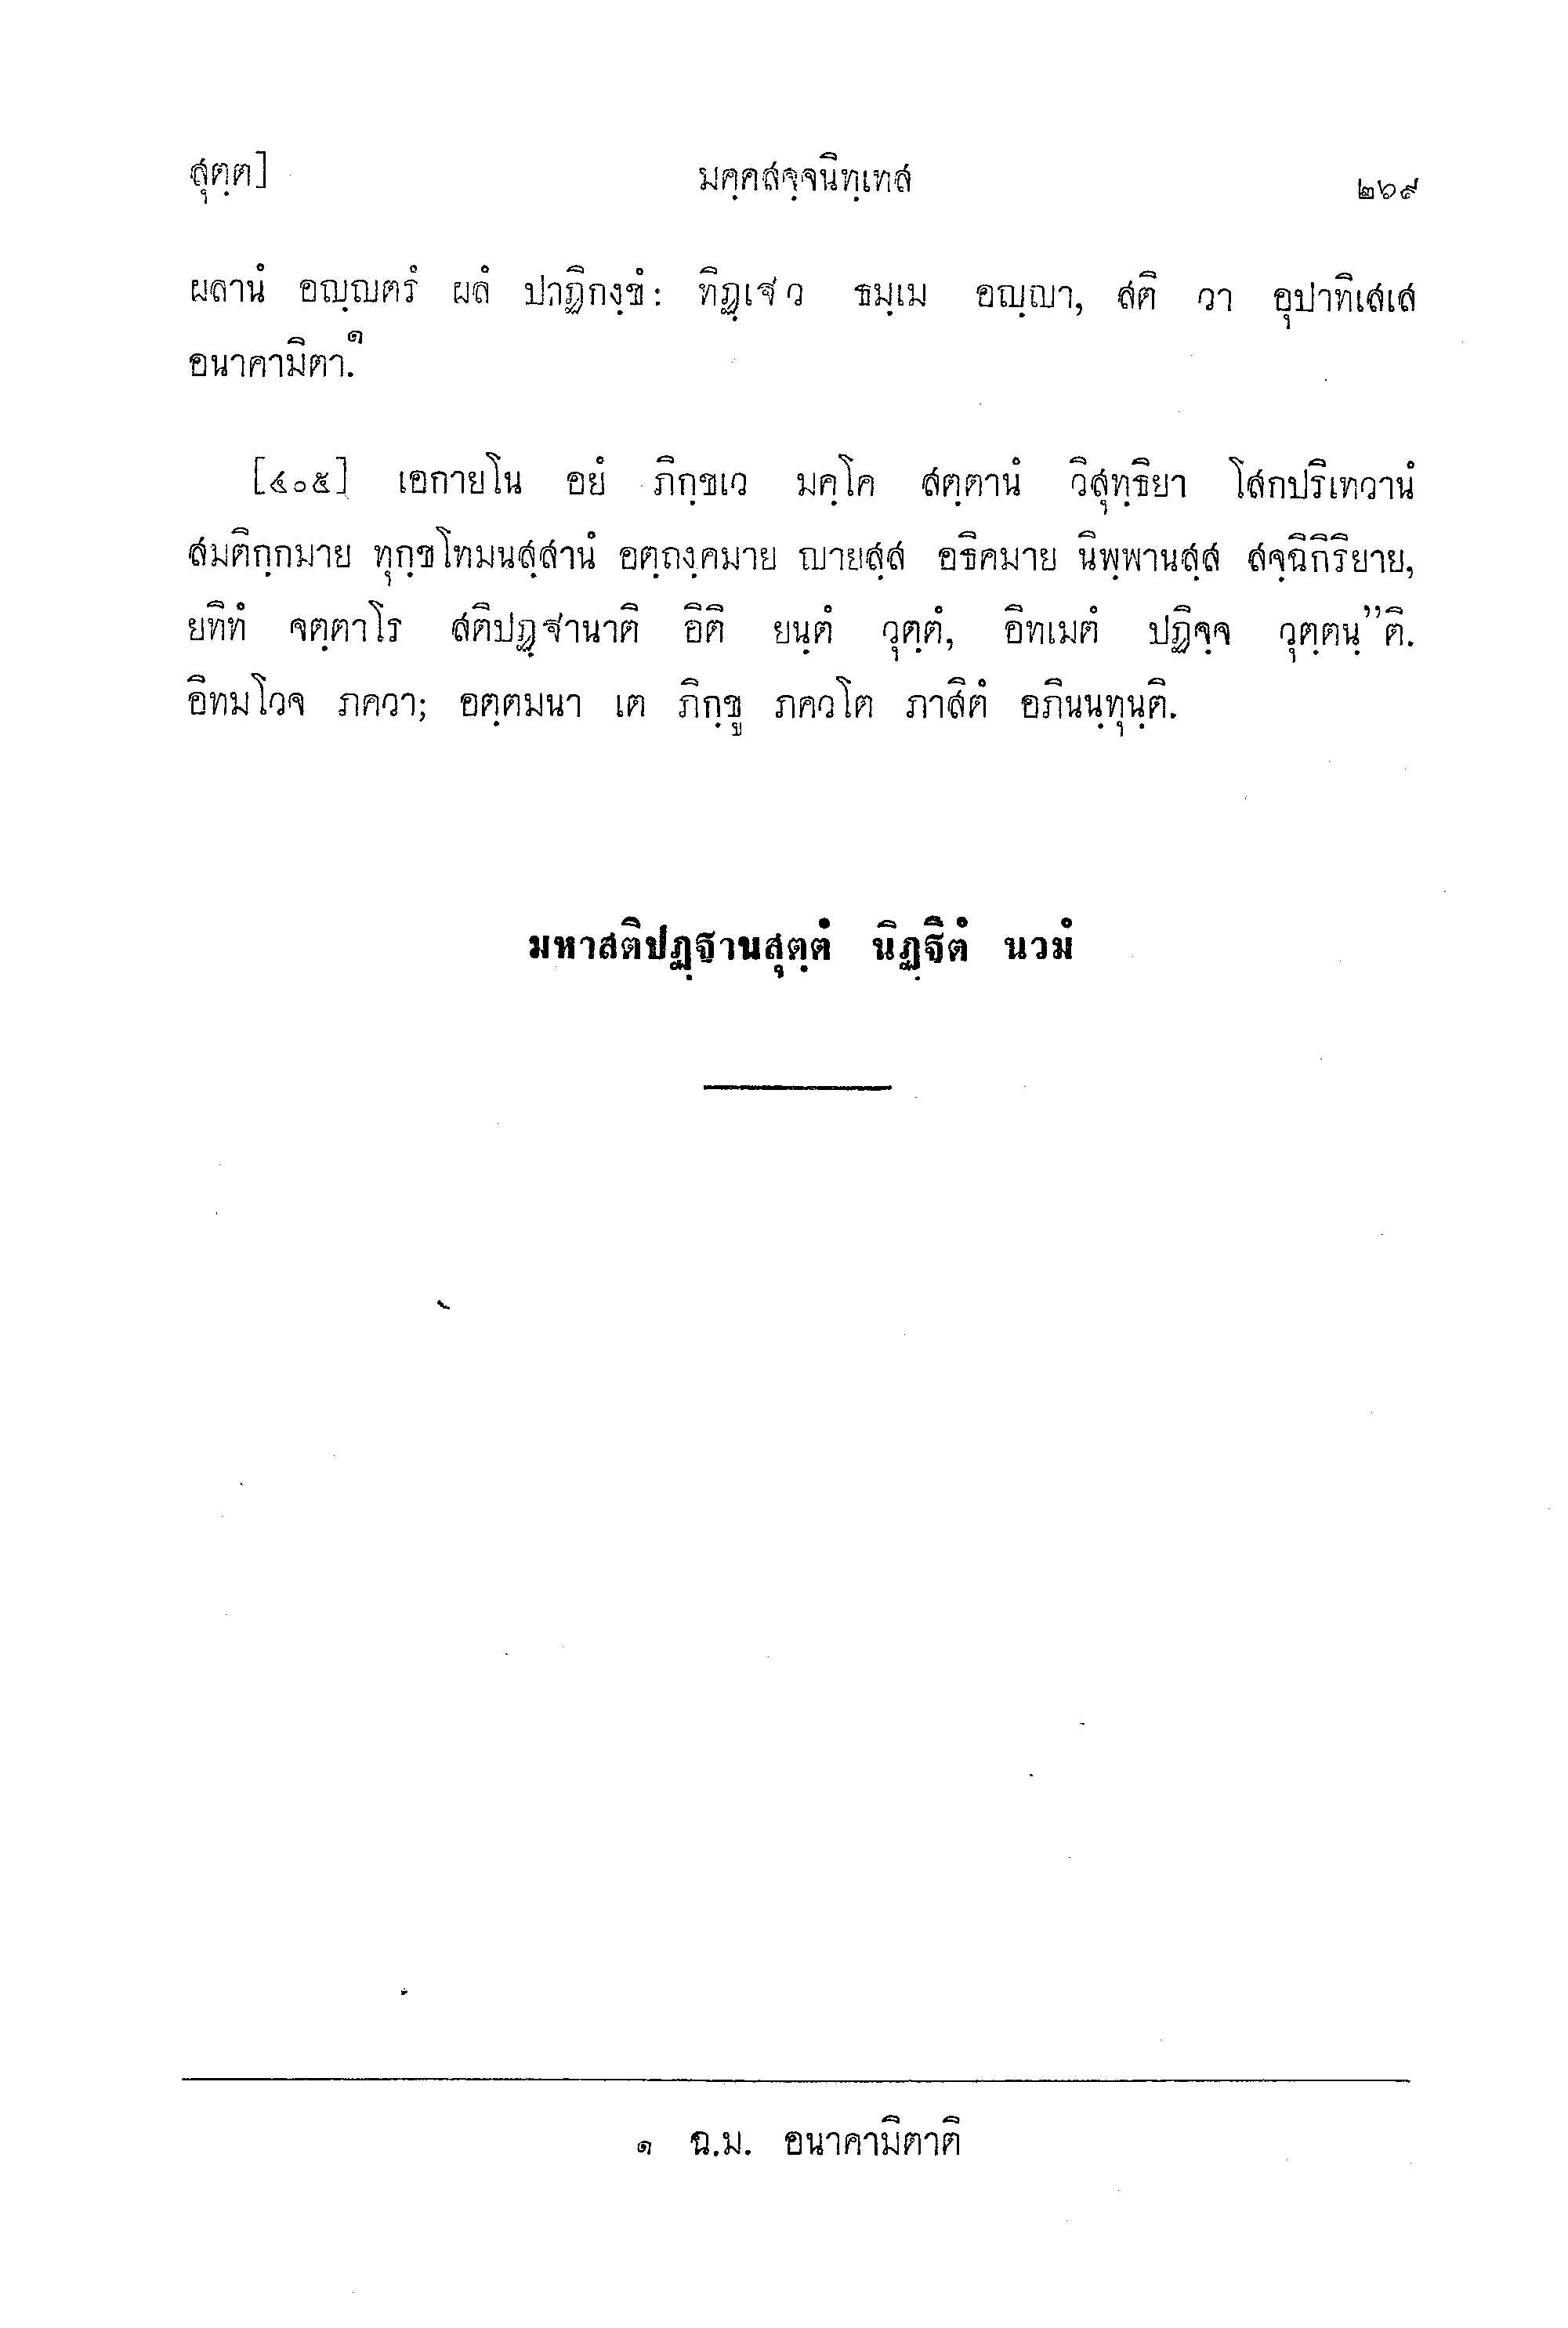 สุตฺต] มคฺคสจฺจนิทฺเทส ๒๖๙
ผลานํ อญฺญตรํ ผลํ ปาฏิกงฺขํ: ทิฏฺเฐว ธมฺเม อญฺญา, สติ วา อุปาทิเสเส
อนาคามิตา.๑
[๔๐๕] เอกายโน อยํ ภิกฺขเว มคฺโค สตฺตานํ วิสุทฺธิยา โสกปริเทวานํ
สมติกฺกมาย ทุกฺขโทมนสฺสานํ อตฺถงฺคมาย ญายสฺส อธิคมาย นิพฺพานสฺส สจฺฉิกิริยาย,
ยทิทํ จตฺตาโร สติปฏฺฐานาติ อิติ ยนฺตํ วุตฺตํ, อิทเมตํ ปฏิจฺจ วุตฺตนฺ”ติ.
อิทมโวจ ภควา; อตฺตมนา เต ภิกฺขู ภควโต ภาสิตํ อภินนฺทุนฺติ.
มหาสติปฏฺฐานสุตฺตํ นิฏฺฐิตํ นวมํ
๑ ฉ.ม. อนาคามิตาติ